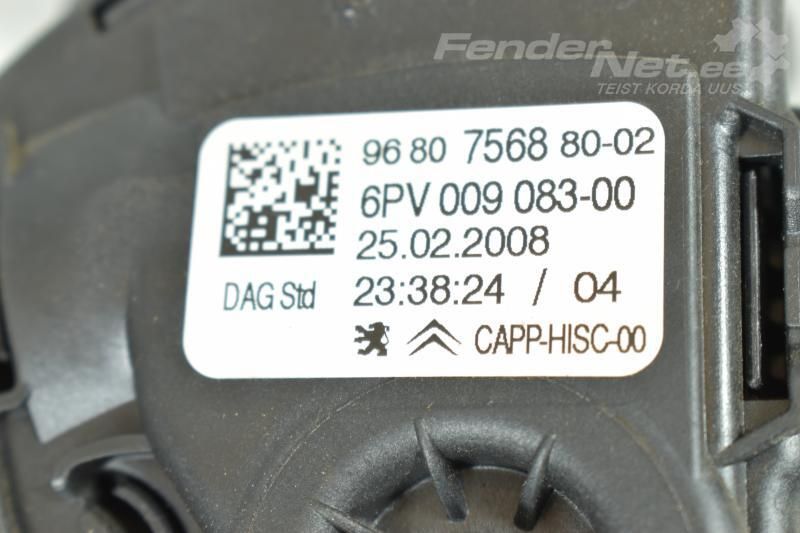 FenderNet.ee
TEIST KORDA UUS
96 80 7568 80-02
6PV 009 083-00
25.02.2008
DAG Std 23:38:24 / 04
CAPP-HISC-00